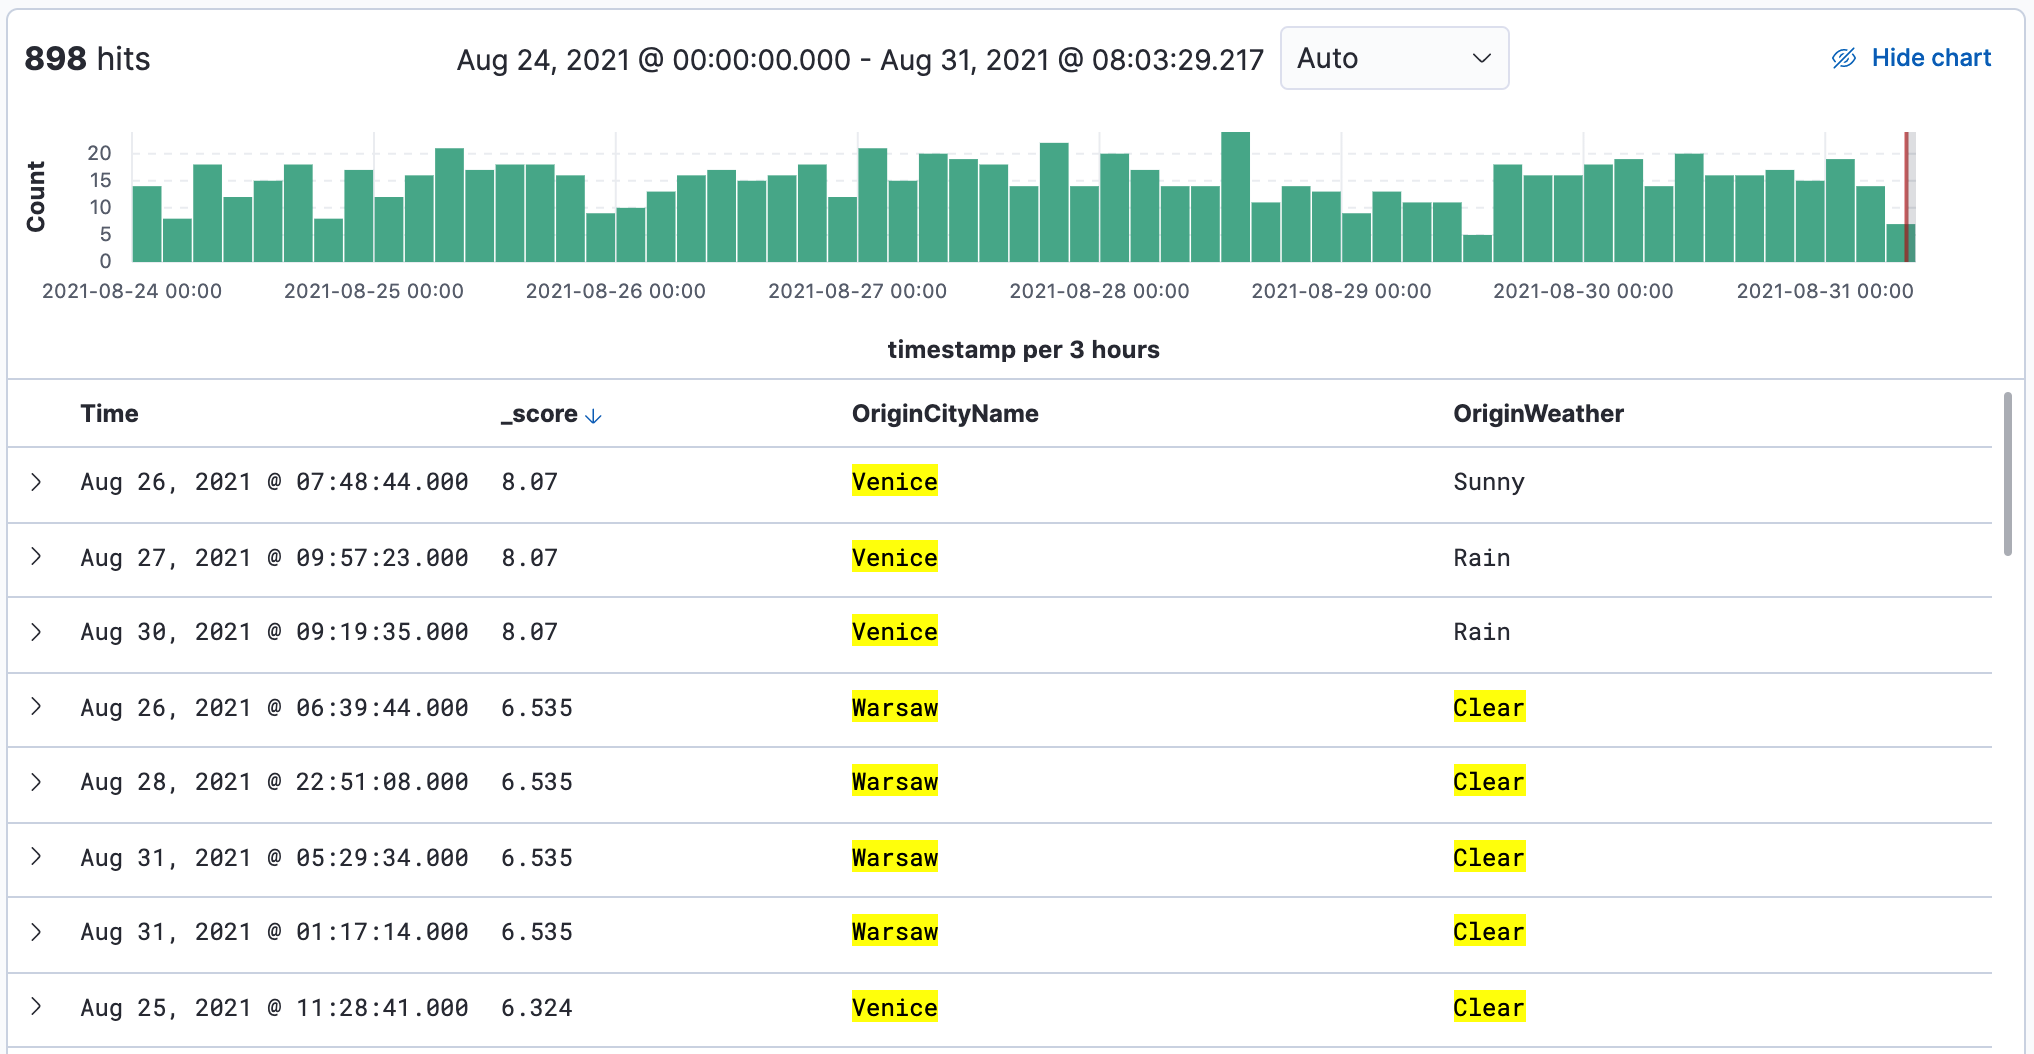 898 hits
Aug 24, 2021 @ 00:00:00.000 - Aug 31, 2021 @ 08:03:29.217
Auto
Hide chart
Count
20
15
10
5
0
2021-08-24 00:00 2021-08-25 00:00 2021-08-26 00:00 2021-08-27 00:00 2021-08-28 00:00 2021-08-29 00:00 2021-08-30 00:00 2021-08-31 00:00
timestamp per 3 hours
Time _score OriginCityName OriginWeather
Aug 26, 2021 @ 07:48:44.000 8.07 Venice Sunny
Aug 27, 2021 @ 09:57:23.000 8.07 Venice Rain
Aug 30, 2021 @ 09:19:35.000 8.07 Venice Rain
Aug 26, 2021 @ 06:39:44.000 6.535 Warsaw Clear
Aug 28, 2021 @ 22:51:08.000 6.535 Warsaw Clear
Aug 31, 2021 @ 05:29:34.000 6.535 Warsaw Clear
Aug 31, 2021 @ 01:17:14.000 6.535 Warsaw Clear
Aug 25, 2021 @ 11:28:41.000 6.324 Venice Clear